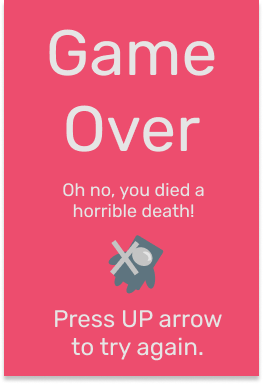 Game
Over
Oh no, you died a
horrible death!
Press UP arrow
to try again.